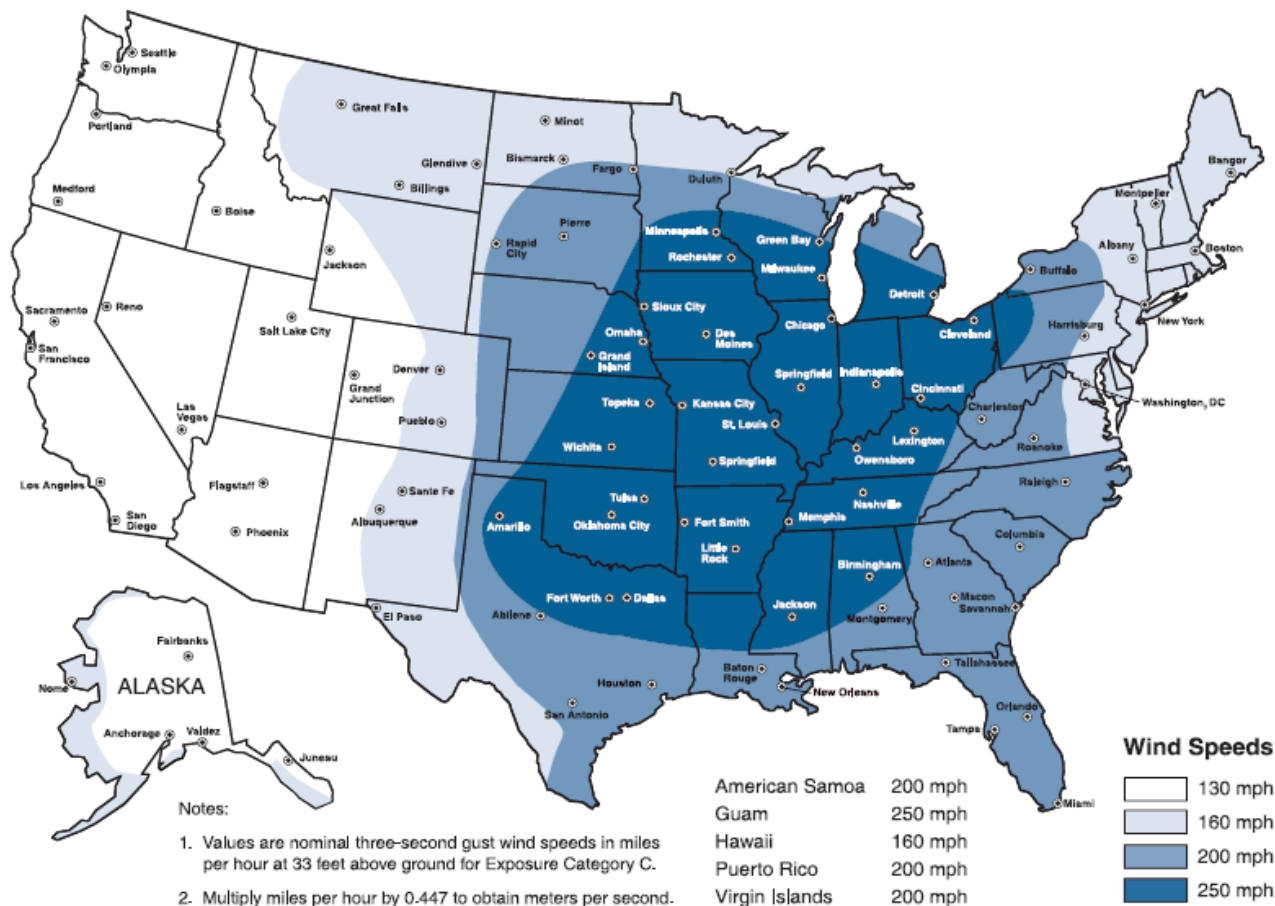 Seattle
Olympia
Portland
Medford
Boise
Great Falls
Glendive
Billings
Minot
Bismarck
Fargo
Duluth
Jackson
Rapid
City
Pierre
Minneapolis
Rochester
Green Bay
Milwaukee
Bangor
Montpelier
Albany
Boston
Buffalo
Detroit
Sacramento
San
Francisco
Reno
Salt Lake City
Sioux City
Omaha
Des
Moines
Grand
Island
Chicago
Cleveland
New York
Harrisburg
Denver
Grand
Junction
Pueblo
Las
Vegas
Topeka
Kansas City
Springfield
Indianapolis
Cincinnati
Washington, DC
Charleston
St. Louis
Lexington
Owensboro
Roanoke
Wichita
Springfield
Raleigh
Los Angeles
San
Diego
Flagstaff
Phoenix
Sante Fe
Albuquerque
Amarillo
Tulsa
Oklahoma City
Fort Smith
Little
Rock
Memphis
Nashville
Columbia
Atlanta
Birmingham
Macon
Savannah
El Paso
Abilene
Fort Worth
Dallas
Jackson
Montgomery
Tallahassee
Baton
Rouge
New Orleans
Houston
San Antonio
Orlando
Tampa
Miami
Fairbanks
Nome
ALASKA
Anchorage
Valdez
Juneau
Notes:
1. Values are nominal three-second gust wind speeds in miles
per hour at 33 feet above ground for Exposure Category C.
2. Multiply miles per hour by 0.447 to obtain meters per second.
American Samoa 200 mph
Guam 250 mph
Hawaii 160 mph
Puerto Rico 200 mph
Virgin Islands 200 mph
Wind Speeds
130 mph
160 mph
200 mph
250 mph